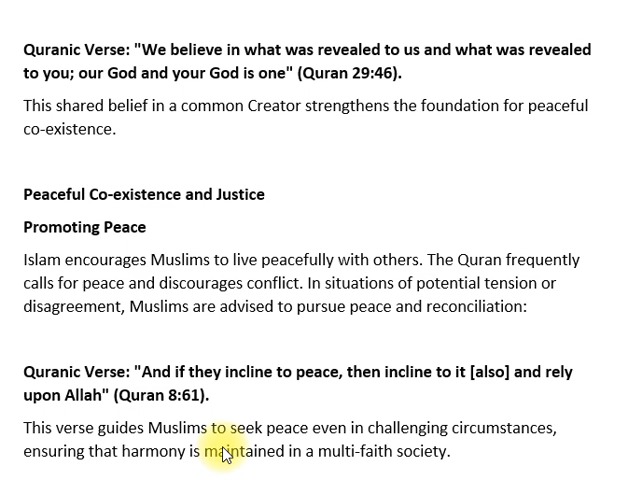 Quranic Verse: "We believe in what was revealed to us and what was revealed
to you; our God and your God is one" (Quran 29:46).
This shared belief in a common Creator strengthens the foundation for peaceful
co-existence.
Peaceful Co-existence and Justice
Promoting Peace
Islam encourages Muslims to live peacefully with others. The Quran frequently
calls for peace and discourages conflict. In situations of potential tension or
disagreement, Muslims are advised to pursue peace and reconciliation:
Quranic Verse: "And if they incline to peace, then incline to it [also] and rely
upon Allah" (Quran 8:61).
This verse guides Muslims to seek peace even in challenging circumstances,
ensuring that harmony is maintained in a multi-faith society.